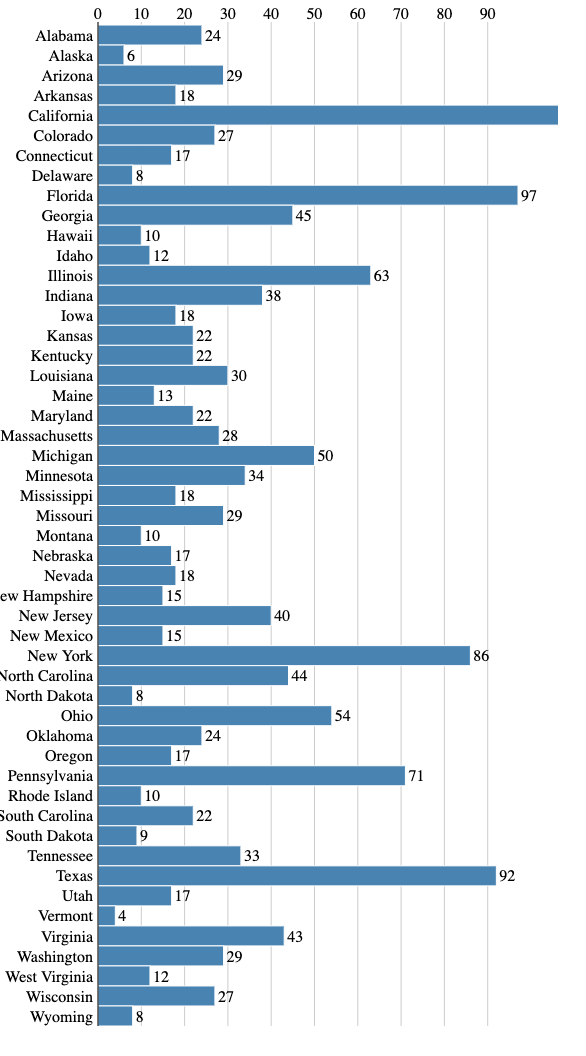 0 10 20 30 40 50 60 70 80 90
Alabama 24
Alaska 6
Arizona 29
Arkansas 18
California
Colorado 27
Connecticut 17
Delaware 8
Florida 97
Georgia 45
Hawaii 10
Idaho 12
Illinois 63
Indiana 38
Iowa 18
Kansas 22
Kentucky 22
Louisiana 30
Maine 13
Maryland 22
Massachusetts 28
Michigan 50
Minnesota 34
Mississippi 18
Missouri 29
Montana 10
Nebraska 17
Nevada 18
ew Hampshire 15
New Jersey 40
New Mexico 15
New York 86
North Carolina 44
North Dakota 8
Ohio 54
Oklahoma 24
Oregon 17
Pennsylvania 71
Rhode Island 10
South Carolina 22
South Dakota 9
Tennessee 33
Texas 92
Utah 17
Vermont 4
Virginia 43
Washington 29
West Virginia 12
Wisconsin 27
Wyoming 8